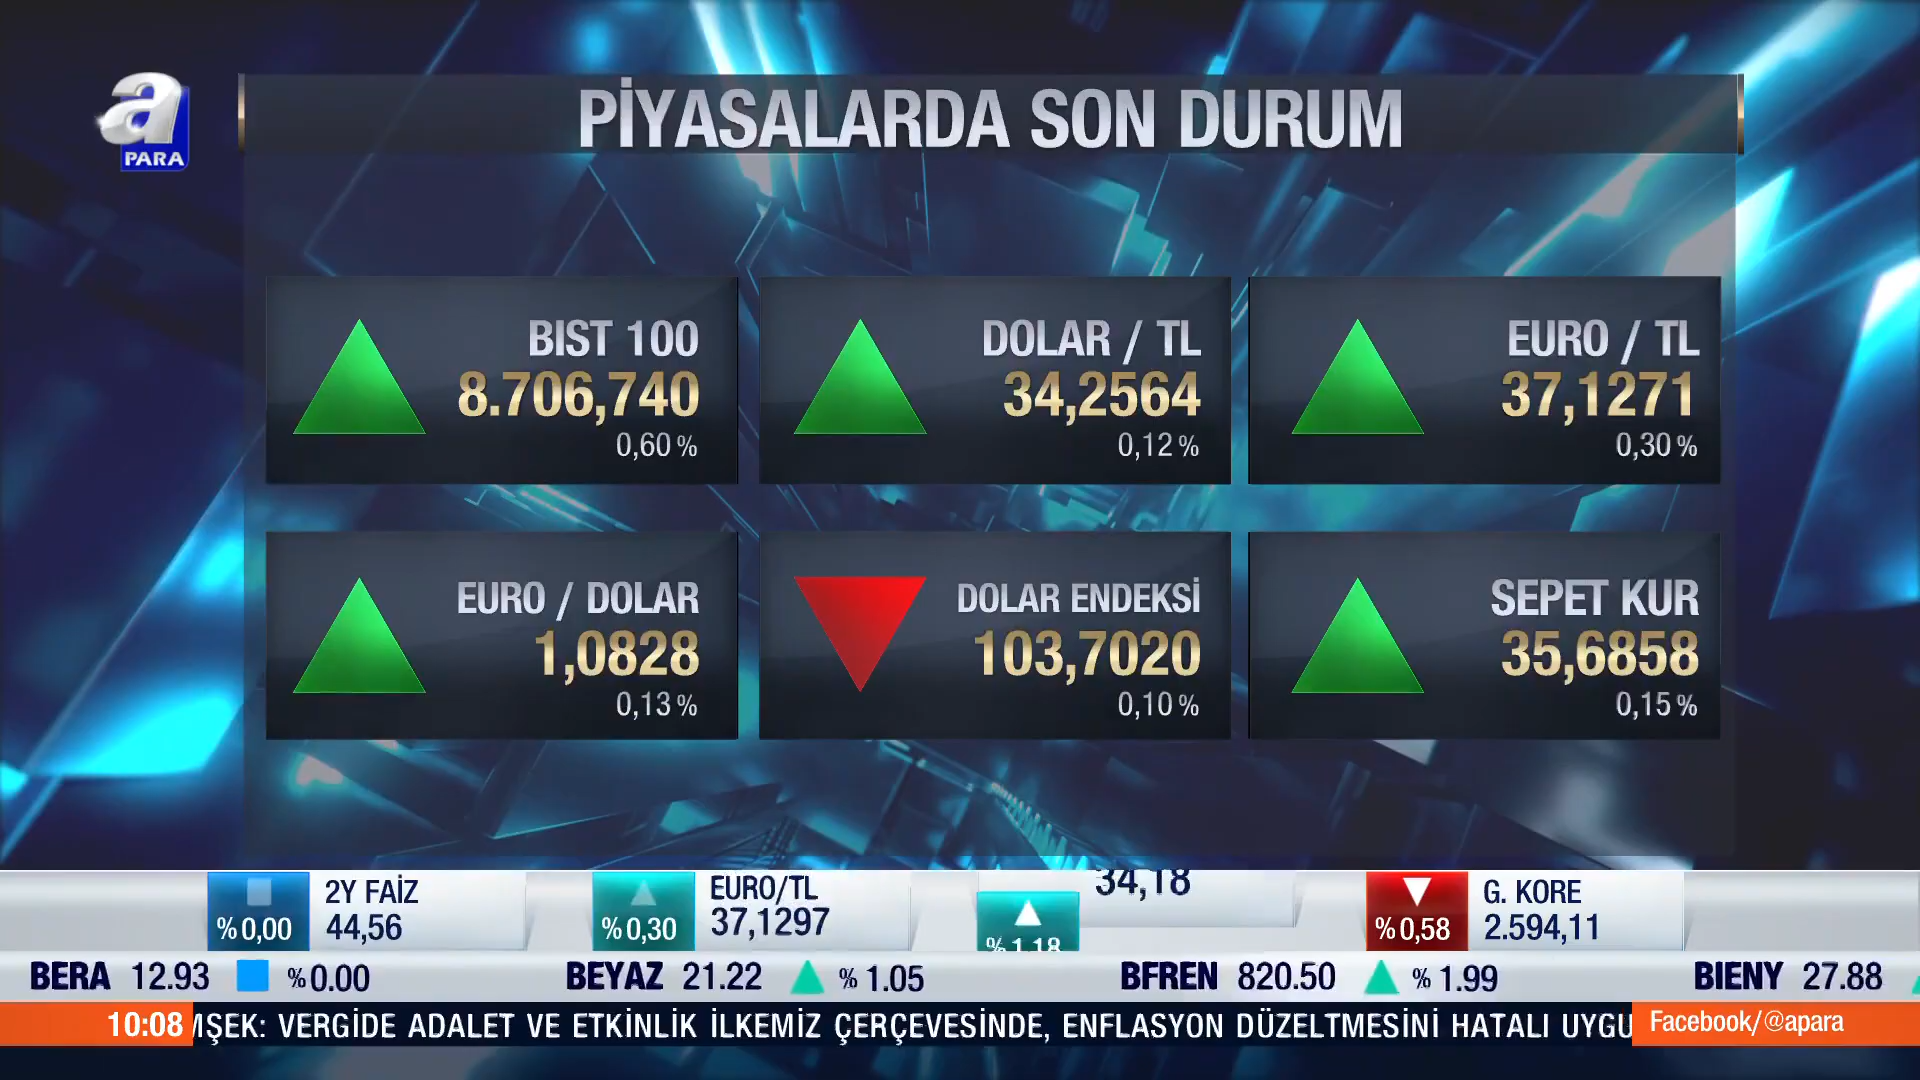 a
PARA
PİYASALARDA SON DURUM
BIST 100
8.706,740
0,60 %
DOLAR / TL
34,2564
0,12 %
EURO / TL
37,1271
0,30 %
EURO / DOLAR
1,0828
0,13 %
DOLAR ENDEKSİ
103,7020
0,10 %
SEPET KUR
35,6858
0,15 %
%0,00
2Y FAİZ
44,56
%0,30
EURO/TL
37,1297
%1,18
34,18
%0,58
G. KORE
2.594,11
BERA 12.93 %0.00 BEYAZ 21.22 % 1.05 BFREN 820.50 % 1.99 BIENY 27.88
10:08 MŞEK: VERGİDE ADALET VE ETKİNLİK İLKEMİZ ÇERÇEVESİNDE, ENFLASYON DÜZELTMESİNİ HATALI UYGU Facebook/@apara